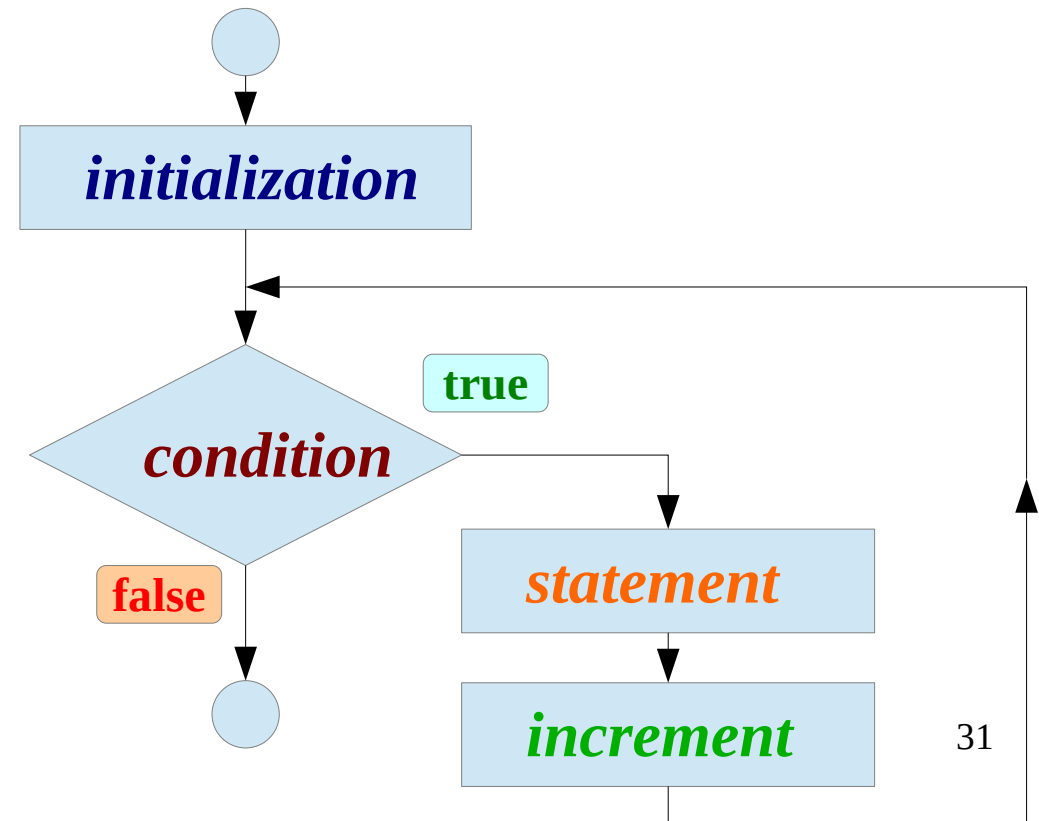 initialization
true
condition
statement
false
increment
31